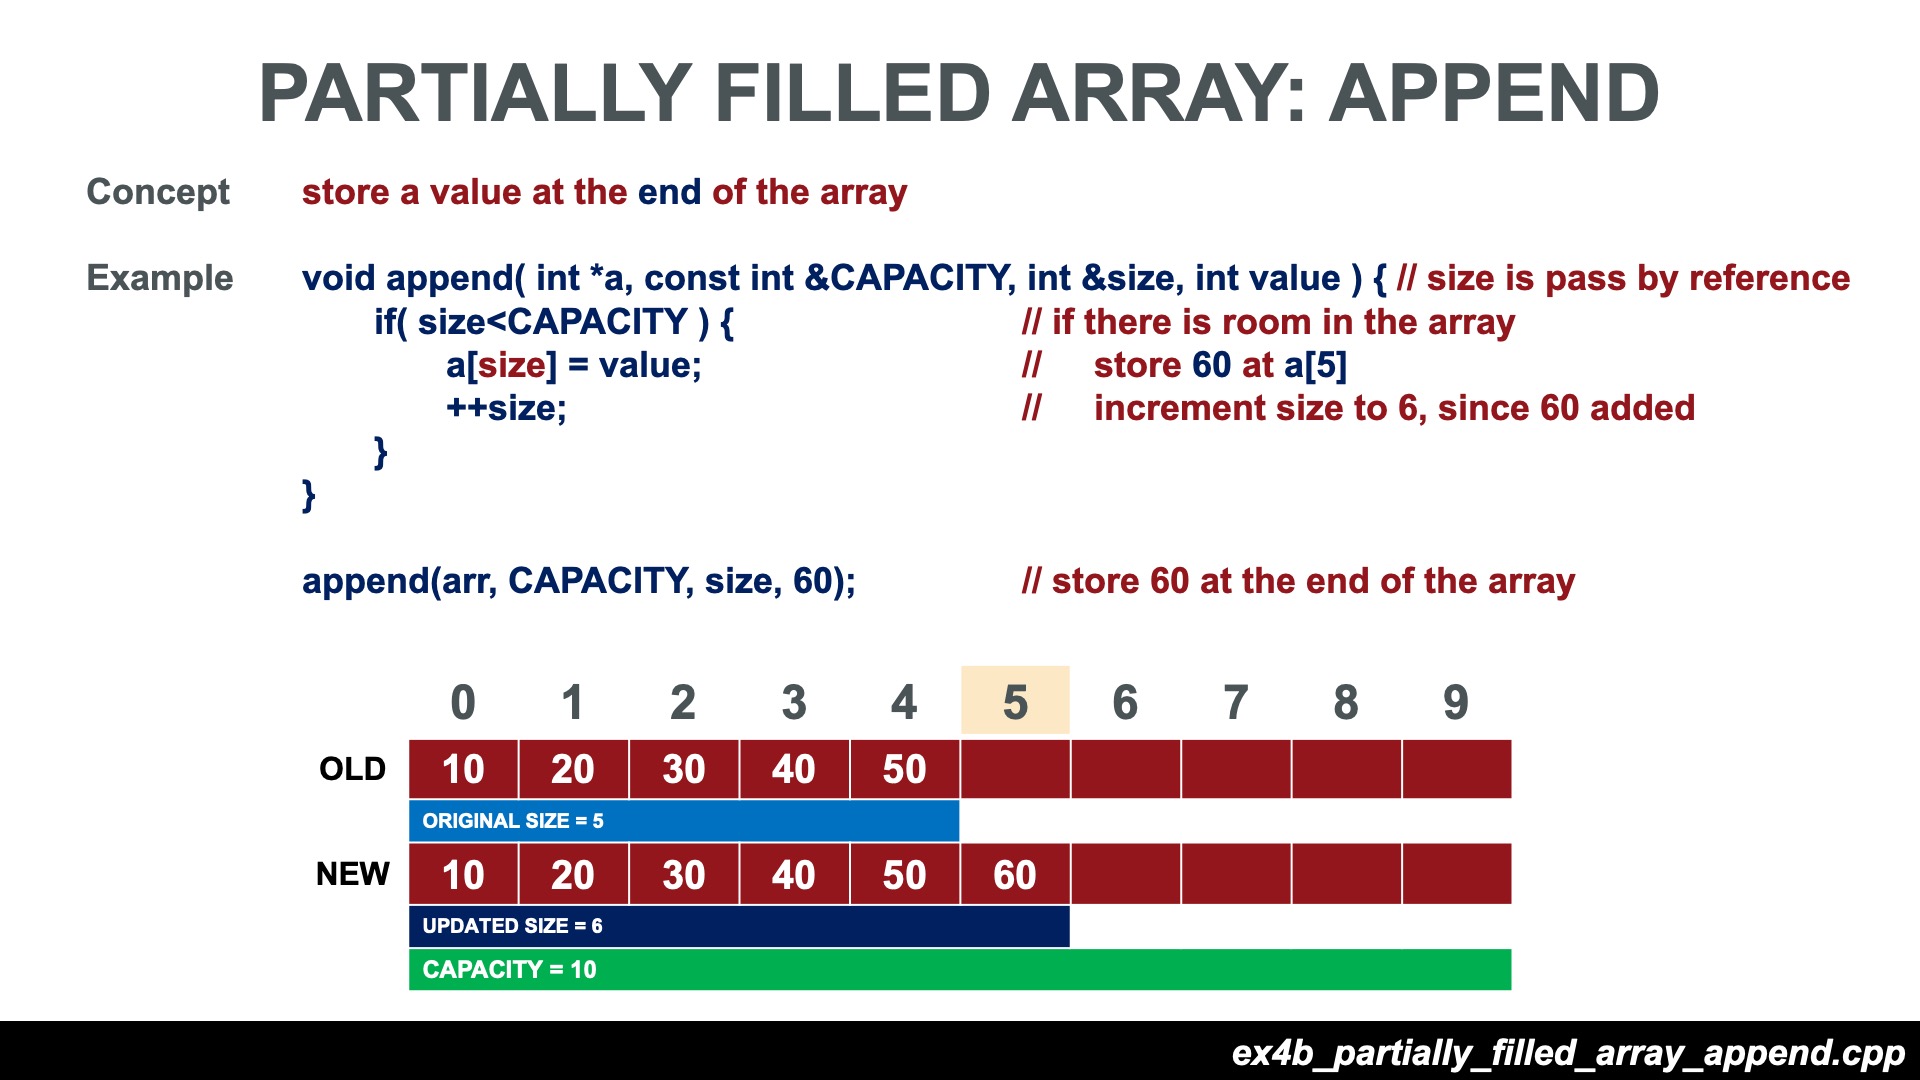 PARTIALLY FILLED ARRAY: APPEND
Concept store a value at the end of the array
Example void append( int *a, const int &CAPACITY, int &size, int value ) { // size is pass by reference
if( size<CAPACITY ) { // if there is room in the array
a[size] = value; // store 60 at a[5]
++size; // increment size to 6, since 60 added
}
}
append(arr, CAPACITY, size, 60); // store 60 at the end of the array
0 1 2 3 4 5 6 7 8 9
OLD 10 20 30 40 50
ORIGINAL SIZE = 5
NEW 10 20 30 40 50 60
UPDATED SIZE = 6
CAPACITY = 10
ex4b_partially_filled_array_append.cpp